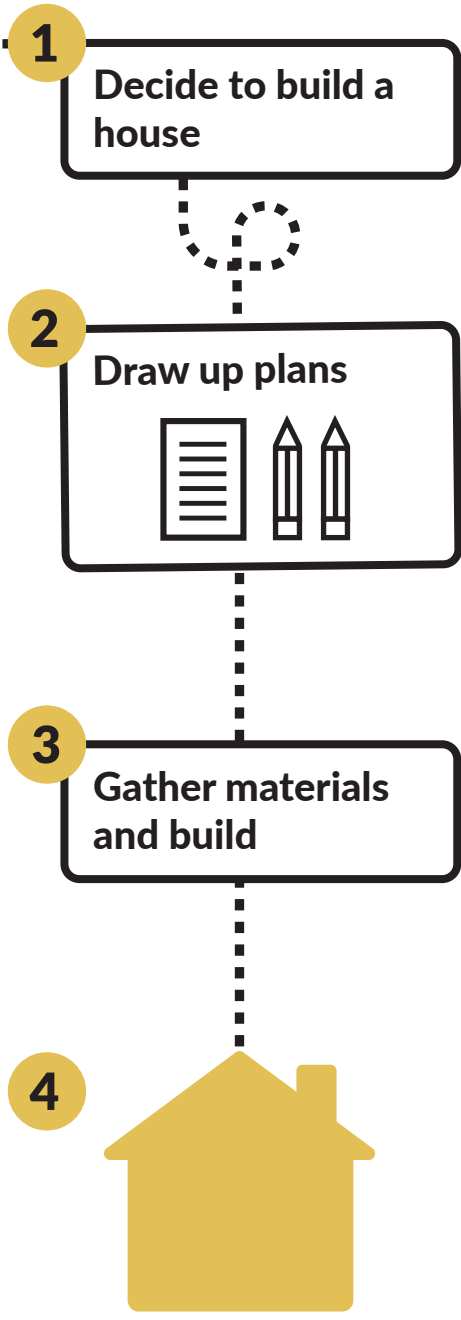 1
Decide to build a
house
2
Draw up plans
3
Gather materials
and build
4